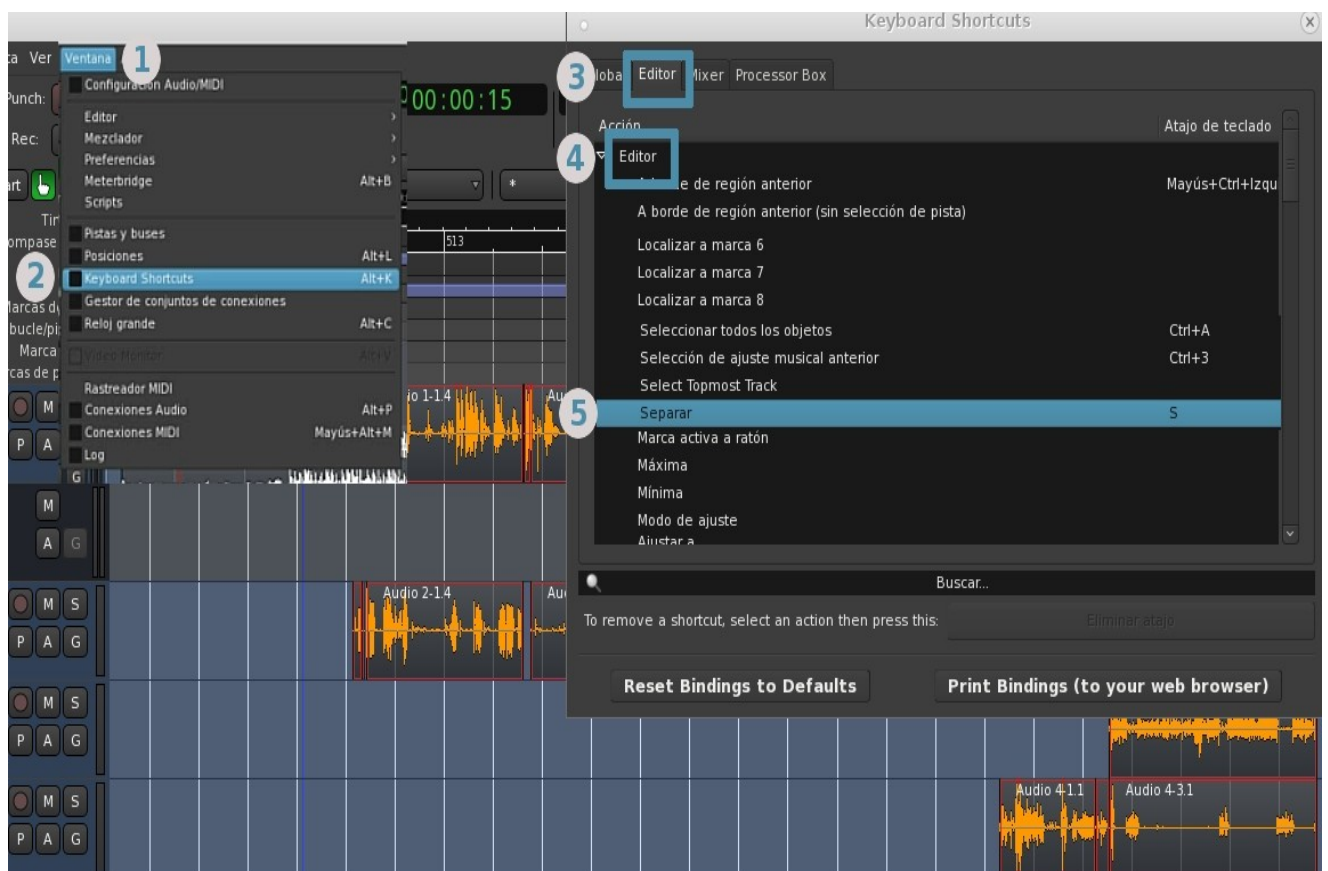 Keyboard Shortcuts
Ver Ventana
1
Configuración Audio/MIDI
Editor
Mezclador
Preferencias
Meterbridge Alt+B
Scripts
Pistas y buses
Posiciones Alt+L
2
Keyboard Shortcuts Alt+K
Gestor de conjuntos de conexiones
Reloj grande Alt+C
Video Monitor Alt+V
Rastreador MIDI
Conexiones Audio Alt+P
Conexiones MIDI Mayús+Alt+M
Log
Punch:
Rec:
00:00:15
*
513
3
Editor Mixer Processor Box
Acción Atajo de teclado
4
Editor
de región anterior Mayús+Ctrl+Izqu
A borde de región anterior (sin selección de pista)
Localizar a marca 6
Localizar a marca 7
Localizar a marca 8
Seleccionar todos los objetos Ctrl+A
Selección de ajuste musical anterior Ctrl+3
Select Topmost Track
5
Separar S
Marca activa a ratón
Máxima
Mínima
Modo de ajuste
Ajustar a
Buscar...
To remove a shortcut, select an action then press this: Eliminar atajo
Reset Bindings to Defaults Print Bindings (to your web browser)
Marca
io 1-1.4 Au
M
P A
G
M
A G
Audio 2-1.4 Au
M S
P A G
M S
P A G
Audio 4-1.1 Audio 4-3.1
M S
P A G